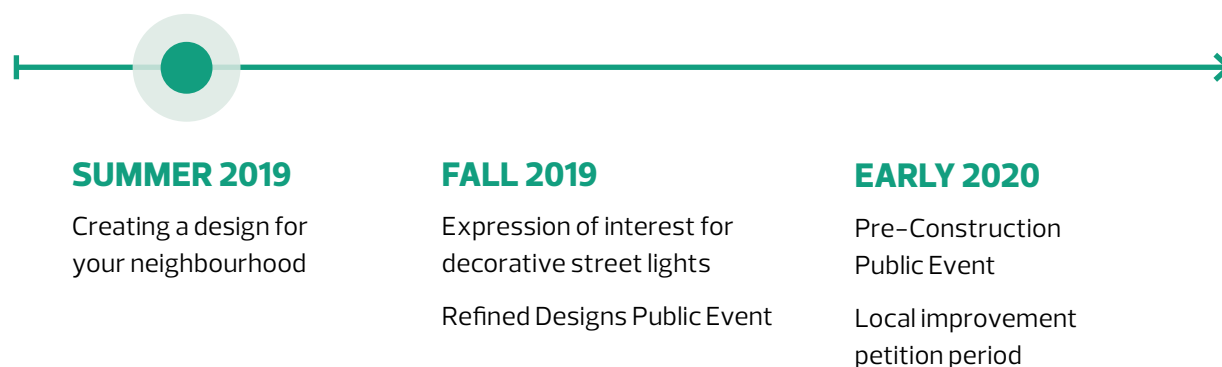 SUMMER 2019
Creating a design for
your neighbourhood
FALL 2019
Expression of interest for
decorative street lights
Refined Designs Public Event
EARLY 2020
Pre-Construction
Public Event
Local improvement
petition period